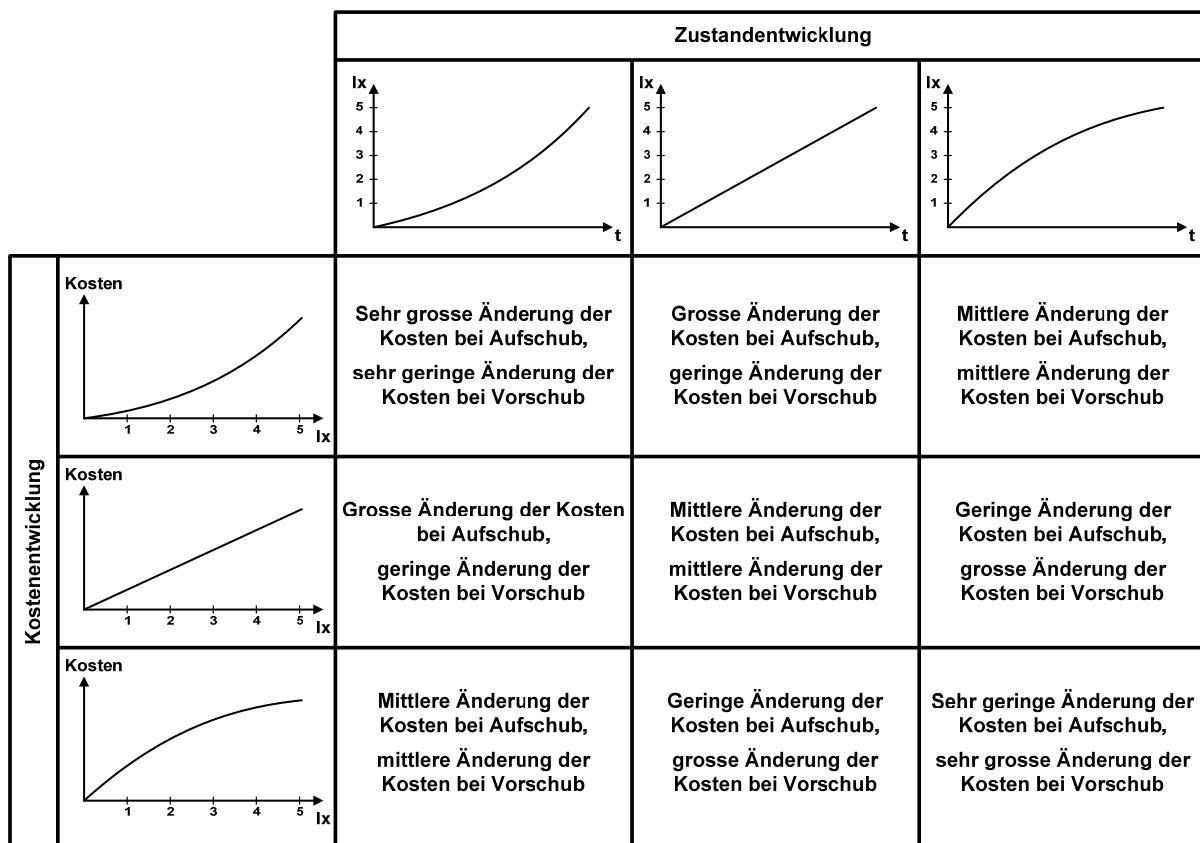 Zustandentwicklung
Ix
5
4
3
2
1
t
Ix
5
4
3
2
1
t
Ix
5
4
3
2
1
t
Kostenentwicklung
Kosten
1 2 3 4 5
Ix
Sehr grosse Änderung der
Kosten bei Aufschub,
sehr geringe Änderung der
Kosten bei Vorschub
Grosse Änderung der
Kosten bei Aufschub,
geringe Änderung der
Kosten bei Vorschub
Mittlere Änderung der
Kosten bei Aufschub,
mittlere Änderung der
Kosten bei Vorschub
Kosten
1 2 3 4 5
Ix
Grosse Änderung der Kosten
bei Aufschub,
geringe Änderung der
Kosten bei Vorschub
Mittlere Änderung der
Kosten bei Aufschub,
mittlere Änderung der
Kosten bei Vorschub
Geringe Änderung der
Kosten bei Aufschub,
grosse Änderung der
Kosten bei Vorschub
Kosten
1 2 3 4 5
Ix
Mittlere Änderung der
Kosten bei Aufschub,
mittlere Änderung der
Kosten bei Vorschub
Geringe Änderung der
Kosten bei Aufschub,
grosse Änderung der
Kosten bei Vorschub
Sehr geringe Änderung der
Kosten bei Aufschub,
sehr grosse Änderung der
Kosten bei Vorschub